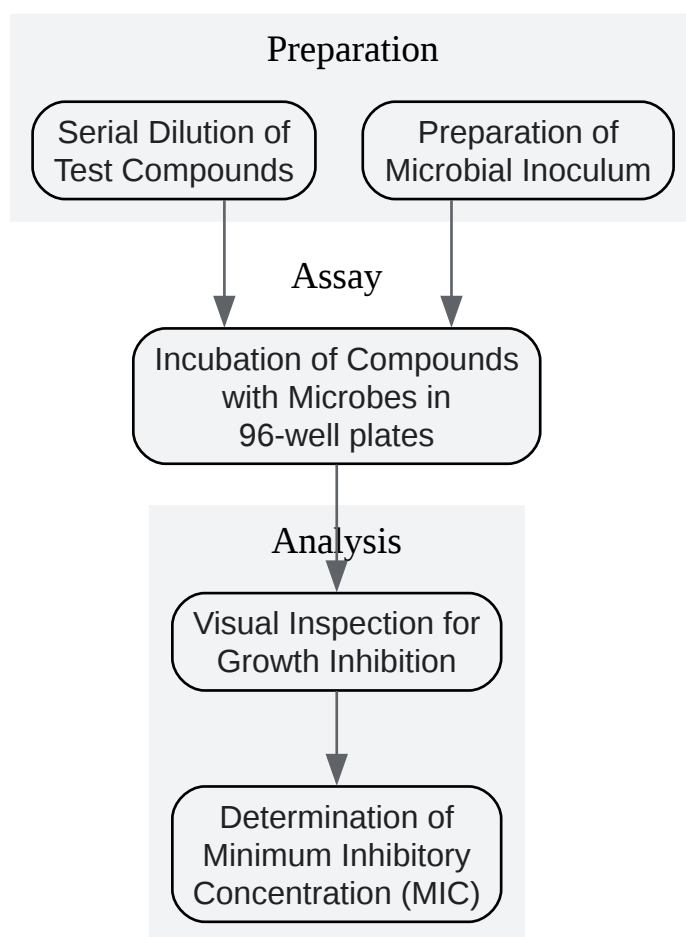 Preparation
Serial Dilution of
Test Compounds
Preparation of
Microbial Inoculum
Assay
Incubation of Compounds
with Microbes in
96-well plates
Analysis
Visual Inspection for
Growth Inhibition
Determination of
Minimum Inhibitory
Concentration (MIC)